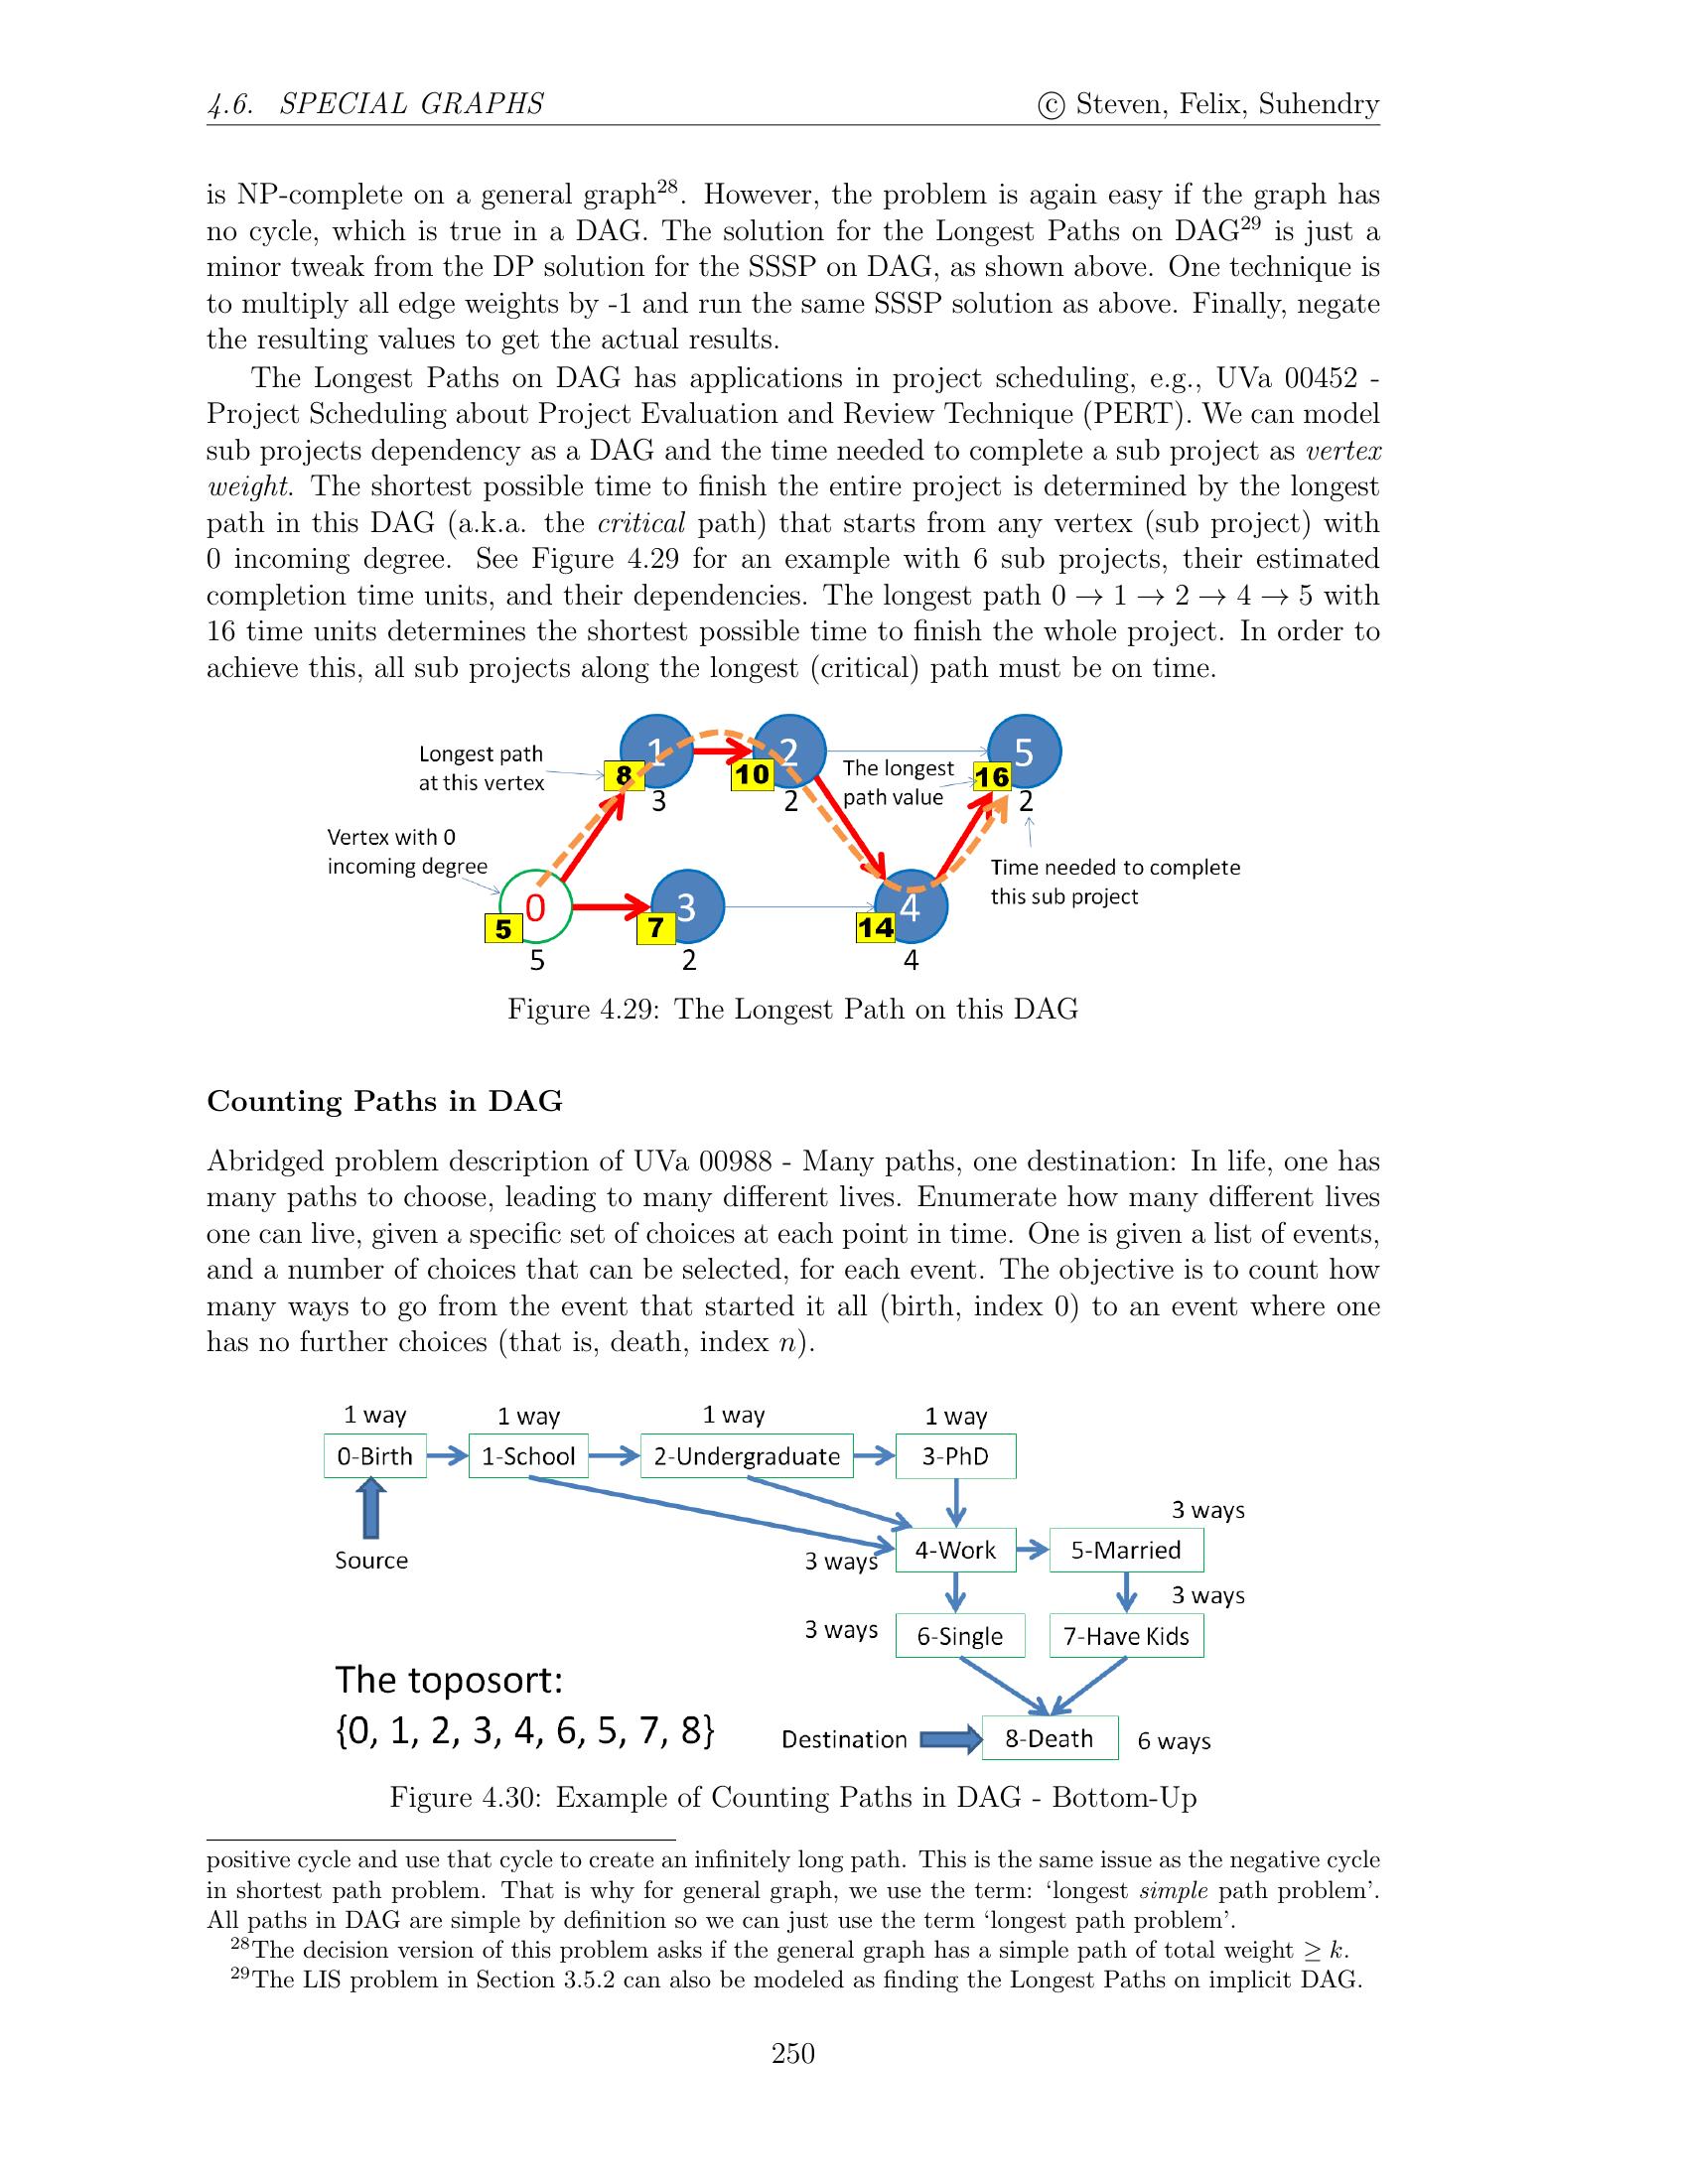 4.6. SPECIAL GRAPHS © Steven, Felix, Suhendry
is NP-complete on a general graph28. However, the problem is again easy if the graph has
no cycle, which is true in a DAG. The solution for the Longest Paths on DAG29 is just a
minor tweak from the DP solution for the SSSP on DAG, as shown above. One technique is
to multiply all edge weights by -1 and run the same SSSP solution as above. Finally, negate
the resulting values to get the actual results.
The Longest Paths on DAG has applications in project scheduling, e.g., UVa 00452 -
Project Scheduling about Project Evaluation and Review Technique (PERT). We can model
sub projects dependency as a DAG and the time needed to complete a sub project as vertex
weight. The shortest possible time to finish the entire project is determined by the longest
path in this DAG (a.k.a. the critical path) that starts from any vertex (sub project) with
0 incoming degree. See Figure 4.29 for an example with 6 sub projects, their estimated
completion time units, and their dependencies. The longest path 0 → 1 → 2 → 4 → 5 with
16 time units determines the shortest possible time to finish the whole project. In order to
achieve this, all sub projects along the longest (critical) path must be on time.
Longest path
at this vertex
1
8
3
2
10
2
The longest
path value
5
16
2
Vertex with 0
incoming degree
Time needed to complete
this sub project
0
5
5
3
7
2
4
14
4
Figure 4.29: The Longest Path on this DAG
Counting Paths in DAG
Abridged problem description of UVa 00988 - Many paths, one destination: In life, one has
many paths to choose, leading to many different lives. Enumerate how many different lives
one can live, given a specific set of choices at each point in time. One is given a list of events,
and a number of choices that can be selected, for each event. The objective is to count how
many ways to go from the event that started it all (birth, index 0) to an event where one
has no further choices (that is, death, index n).
1 way 1 way 1 way 1 way
0-Birth 1-School 2-Undergraduate 3-PhD
3 ways
4-Work 5-Married
Source 3 ways
3 ways
3 ways 6-Single 7-Have Kids
The toposort:
{0, 1, 2, 3, 4, 6, 5, 7, 8}
Destination 8-Death 6 ways
Figure 4.30: Example of Counting Paths in DAG - Bottom-Up
positive cycle and use that cycle to create an infinitely long path. This is the same issue as the negative cycle
in shortest path problem. That is why for general graph, we use the term: ‘longest simple path problem’.
All paths in DAG are simple by definition so we can just use the term ‘longest path problem’.
28The decision version of this problem asks if the general graph has a simple path of total weight ≥ k.
29The LIS problem in Section 3.5.2 can also be modeled as finding the Longest Paths on implicit DAG.
250